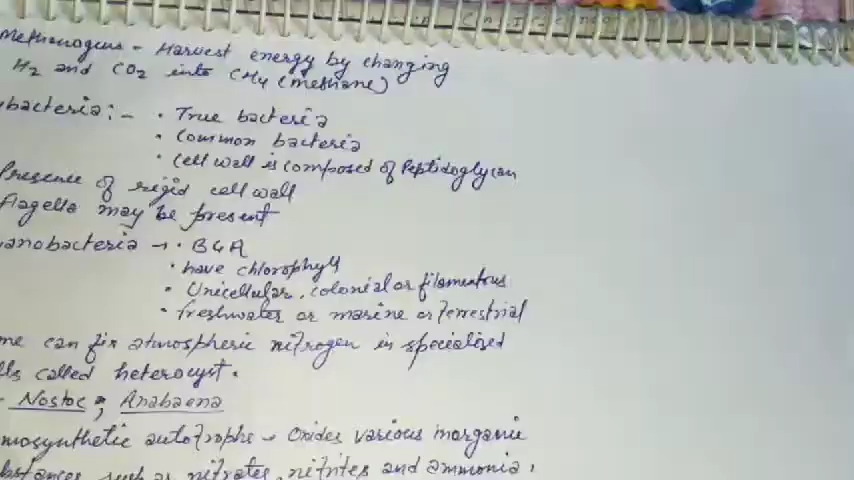 Methanogens - Harvest energy by changing
H2 and CO2 into CH4 (methane)
bacteria: - • True bacteria
• Common bacteria
• Cell wall is composed of Peptidoglycan
Presence of rigid cell wall
flagella may be present
anobacteria → • BGA
• have chlorophyll
• Unicellular, colonial or filamentous
• freshwater or marine or terrestrial
me can fix atmospheric nitrogen in specialised
lls called heterocyst.
- Nostoc, Anabaena
mosynthetic autotrophs → Oxides various inorganic
bstances such as nitrates, nitrites and ammonia,